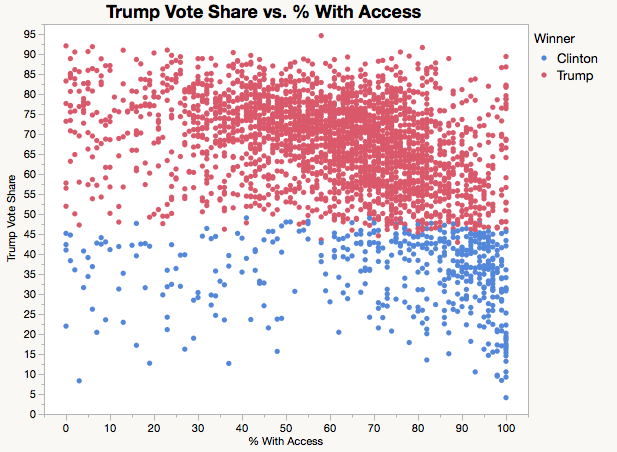 Trump Vote Share vs. % With Access
Winner
Clinton
Trump
Trump Vote Share
95
90
85
80
75
70
65
60
55
50
45
40
35
30
25
20
15
10
5
0
0 10 20 30 40 50 60 70 80 90 100
% With Access